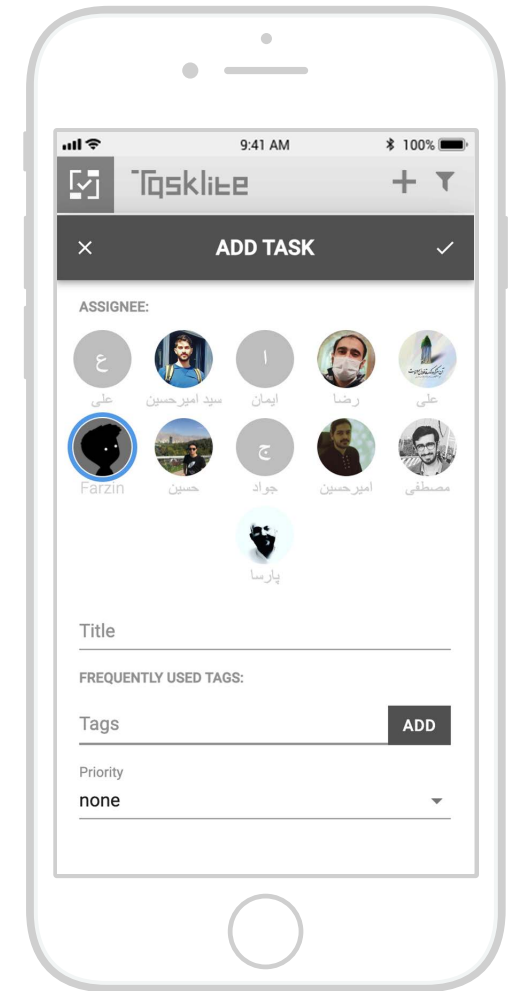 9:41 AM 100%
Tasklite
ADD TASK
ASSIGNEE:
ع ا
علی سید امیرحسین ایمان رضا علی
ج
Farzin حسین جواد امیرحسین مصطفی
پارسا
Title
FREQUENTLY USED TAGS:
Tags ADD
Priority
none